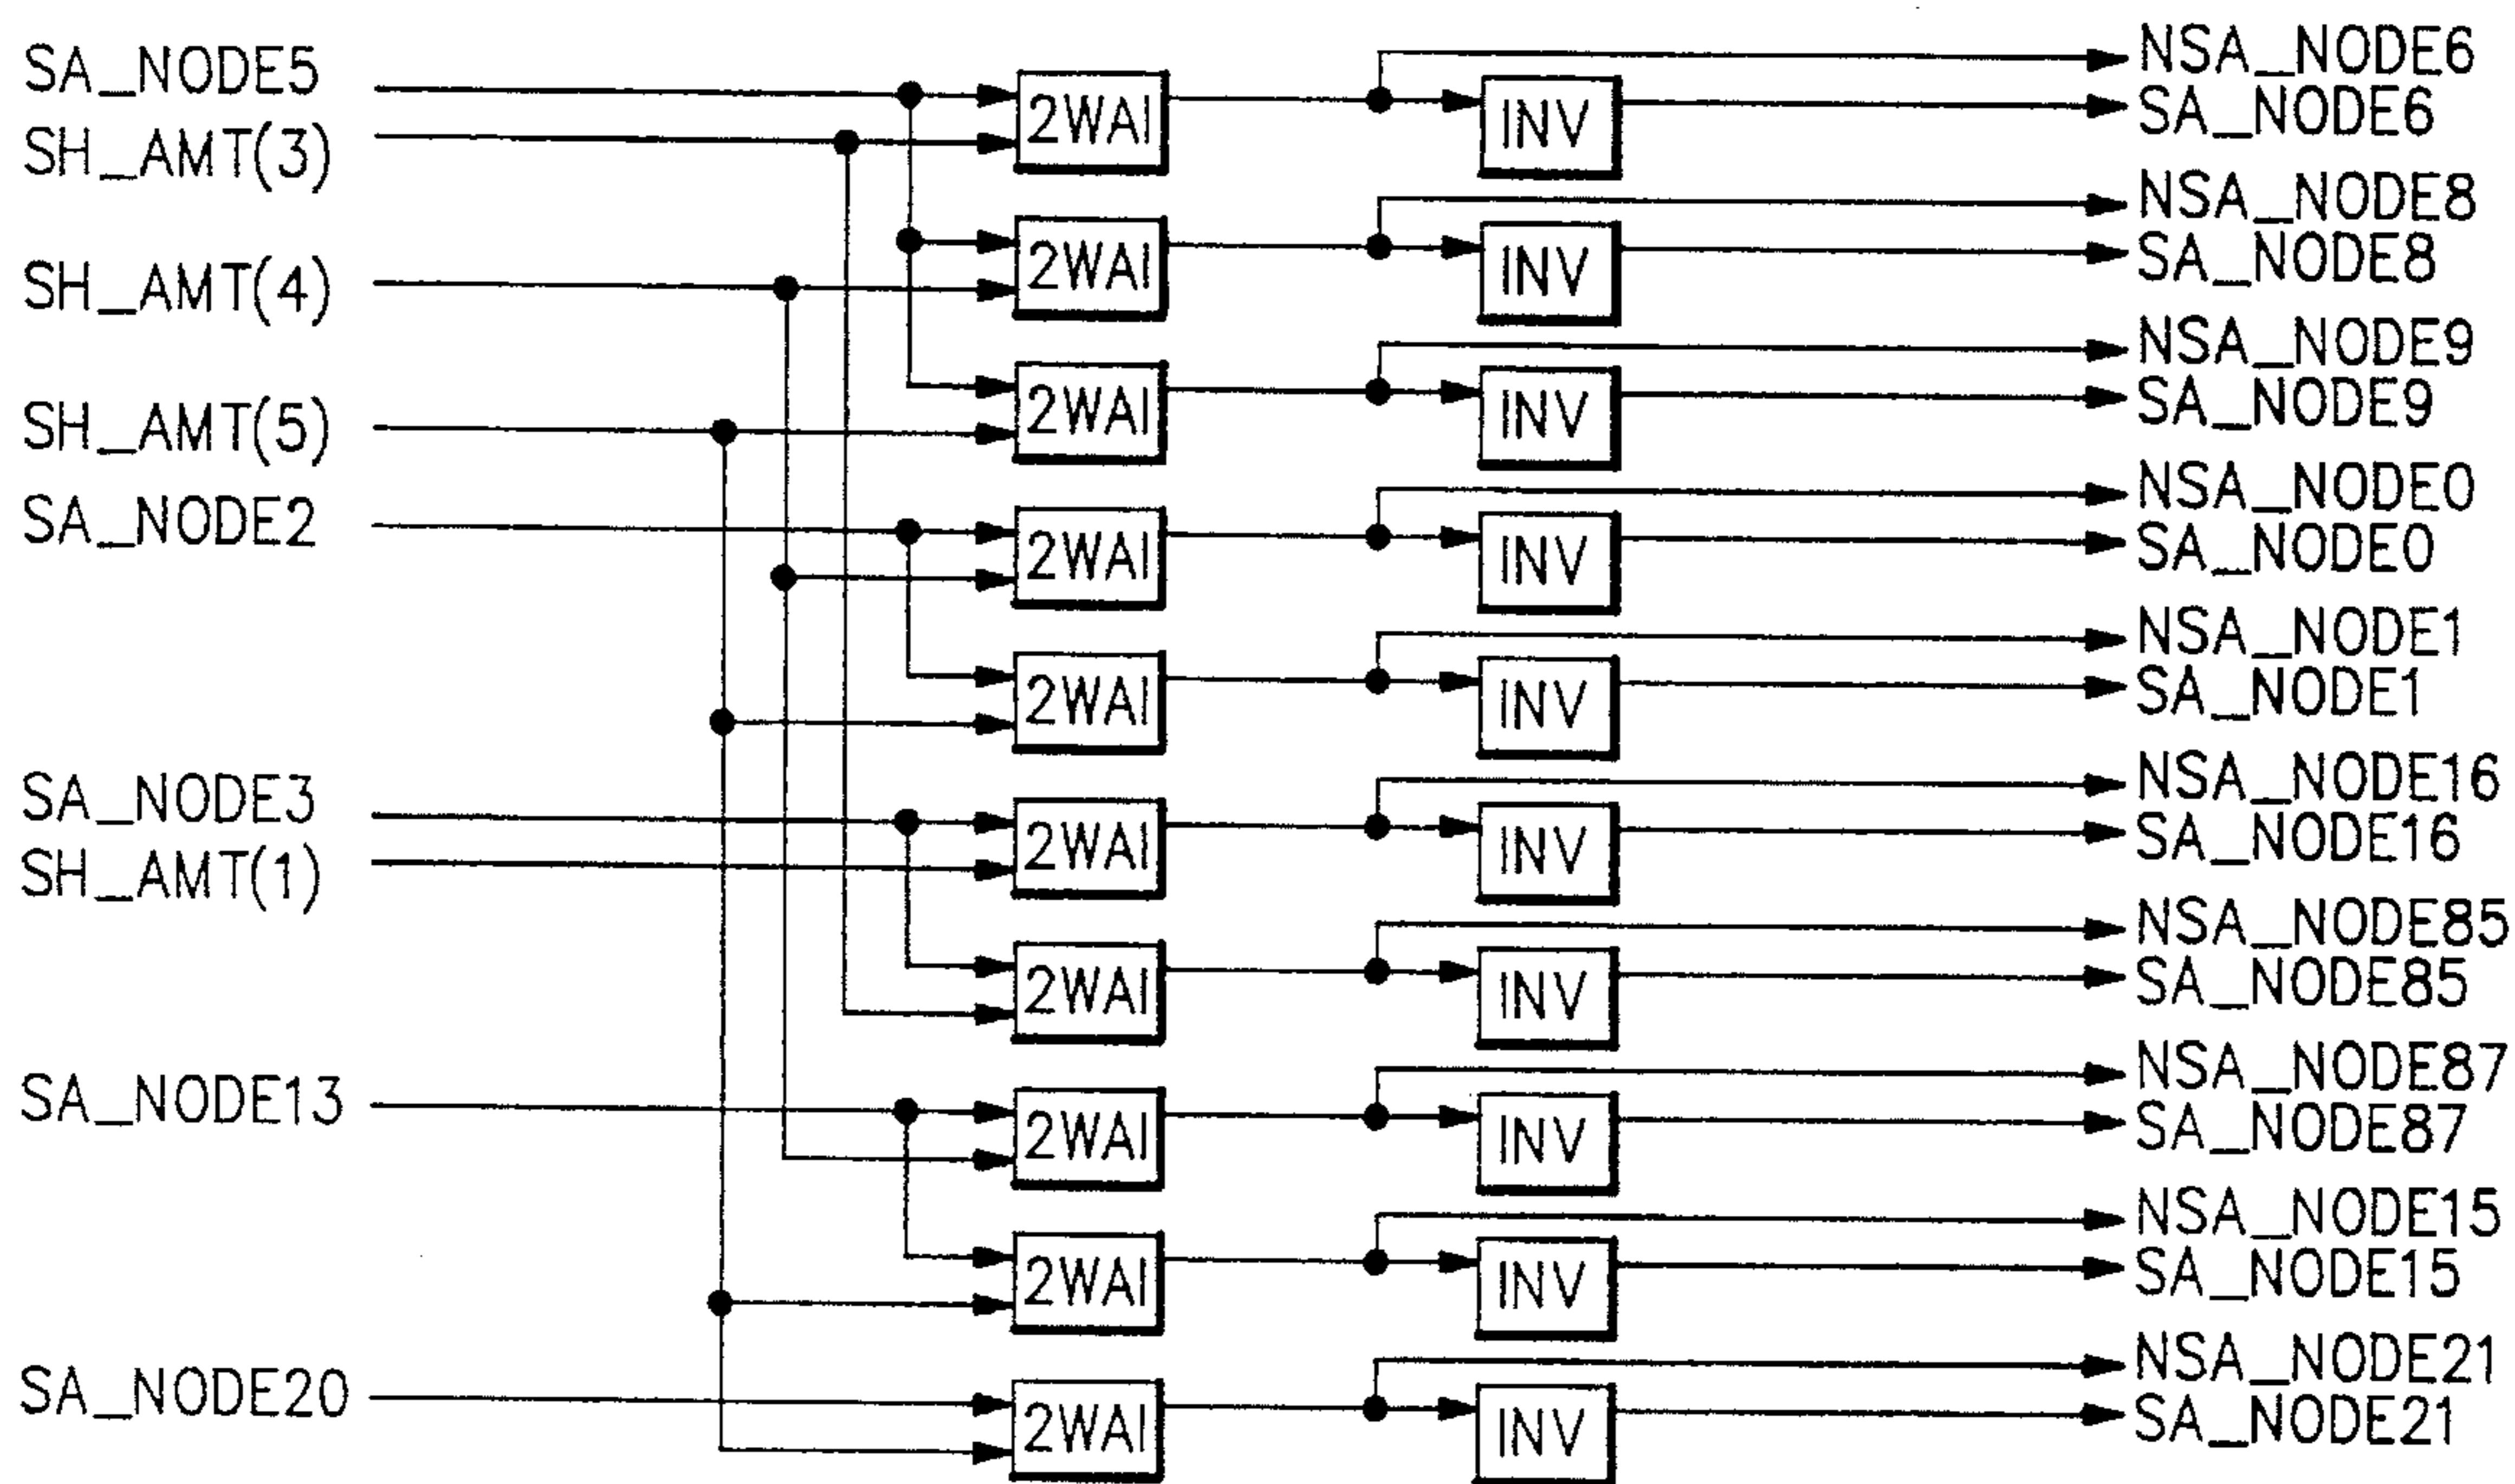 SA_NODE5
SH_AMT(3)
SH_AMT(4)
SH_AMT(5)
SA_NODE2
SA_NODE3
SH_AMT(1)
SA_NODE13
SA_NODE20
2WAI
INV
2WAI
INV
2WAI
INV
2WAI
INV
2WAI
INV
2WAI
INV
2WAI
INV
2WAI
INV
2WAI
INV
2WAI
INV
NSA_NODE6
SA_NODE6
NSA_NODE8
SA_NODE8
NSA_NODE9
SA_NODE9
NSA_NODE0
SA_NODE0
NSA_NODE1
SA_NODE1
NSA_NODE16
SA_NODE16
NSA_NODE85
SA_NODE85
NSA_NODE87
SA_NODE87
NSA_NODE15
SA_NODE15
NSA_NODE21
SA_NODE21